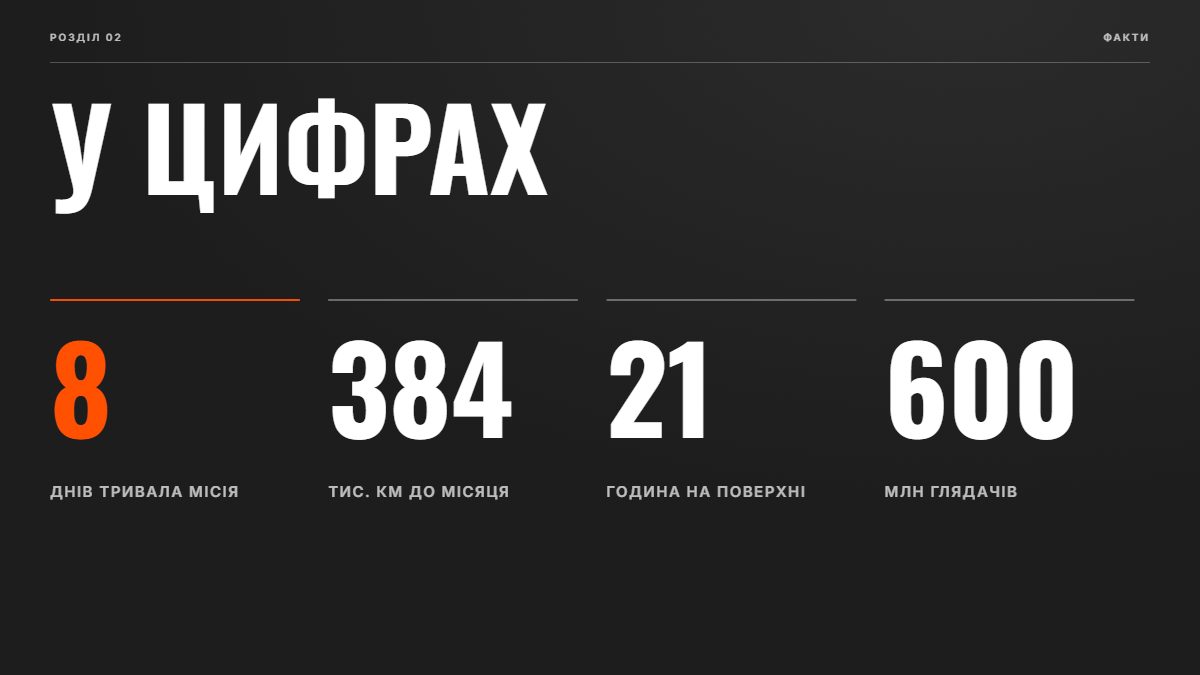 РОЗДІЛ 02
ФАКТИ
У ЦИФРАХ
8
ДНІВ ТРИВАЛА МІСІЯ
384
ТИС. КМ ДО МІСЯЦЯ
21
ГОДИНА НА ПОВЕРХНІ
600
МЛН ГЛЯДАЧІВ